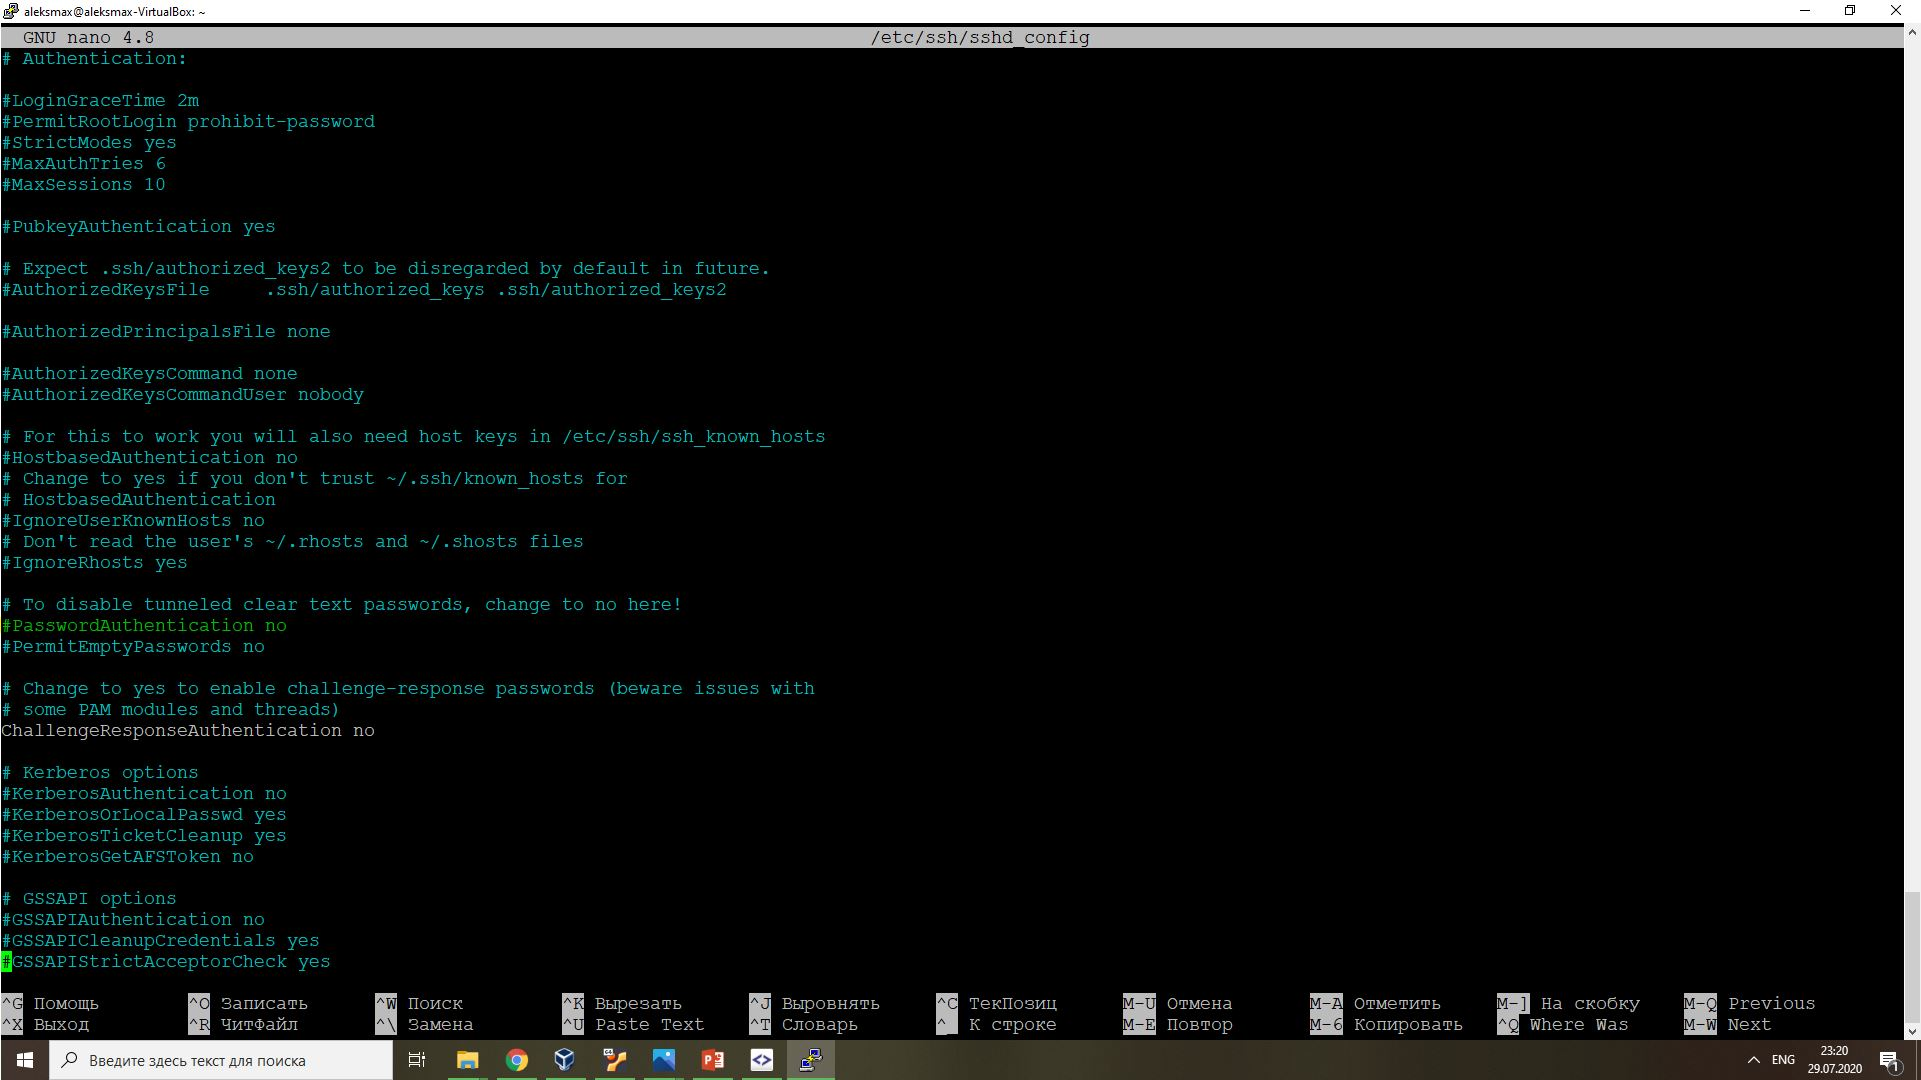 aleksmax@aleksmax-VirtualBox: ~
GNU nano 4.8 /etc/ssh/sshd_config
# Authentication:
#LoginGraceTime 2m
#PermitRootLogin prohibit-password
#StrictModes yes
#MaxAuthTries 6
#MaxSessions 10
#PubkeyAuthentication yes
# Expect .ssh/authorized_keys2 to be disregarded by default in future.
#AuthorizedKeysFile     .ssh/authorized_keys .ssh/authorized_keys2
#AuthorizedPrincipalsFile none
#AuthorizedKeysCommand none
#AuthorizedKeysCommandUser nobody
# For this to work you will also need host keys in /etc/ssh/ssh_known_hosts
#HostbasedAuthentication no
# Change to yes if you don't trust ~/.ssh/known_hosts for
# HostbasedAuthentication
#IgnoreUserKnownHosts no
# Don't read the user's ~/.rhosts and ~/.shosts files
#IgnoreRhosts yes
# To disable tunneled clear text passwords, change to no here!
#PasswordAuthentication no
#PermitEmptyPasswords no
# Change to yes to enable challenge-response passwords (beware issues with
# some PAM modules and threads)
ChallengeResponseAuthentication no
# Kerberos options
#KerberosAuthentication no
#KerberosOrLocalPasswd yes
#KerberosTicketCleanup yes
#KerberosGetAFSToken no
# GSSAPI options
#GSSAPIAuthentication no
#GSSAPICleanupCredentials yes
#GSSAPIStrictAcceptorCheck yes
^G Помощь ^O Записать ^W Поиск ^K Вырезать ^J Выровнять ^C ТекПозиц M-U Отмена M-A Отметить M-] На скобку M-Q Previous
^X Выход ^R ЧитФайл ^\ Замена ^U Paste Text ^T Словарь ^_ К строке M-E Повтор M-6 Копировать ^Q Where Was M-W Next
Введите здесь текст для поиска
ENG
23:20
29.07.2020
1